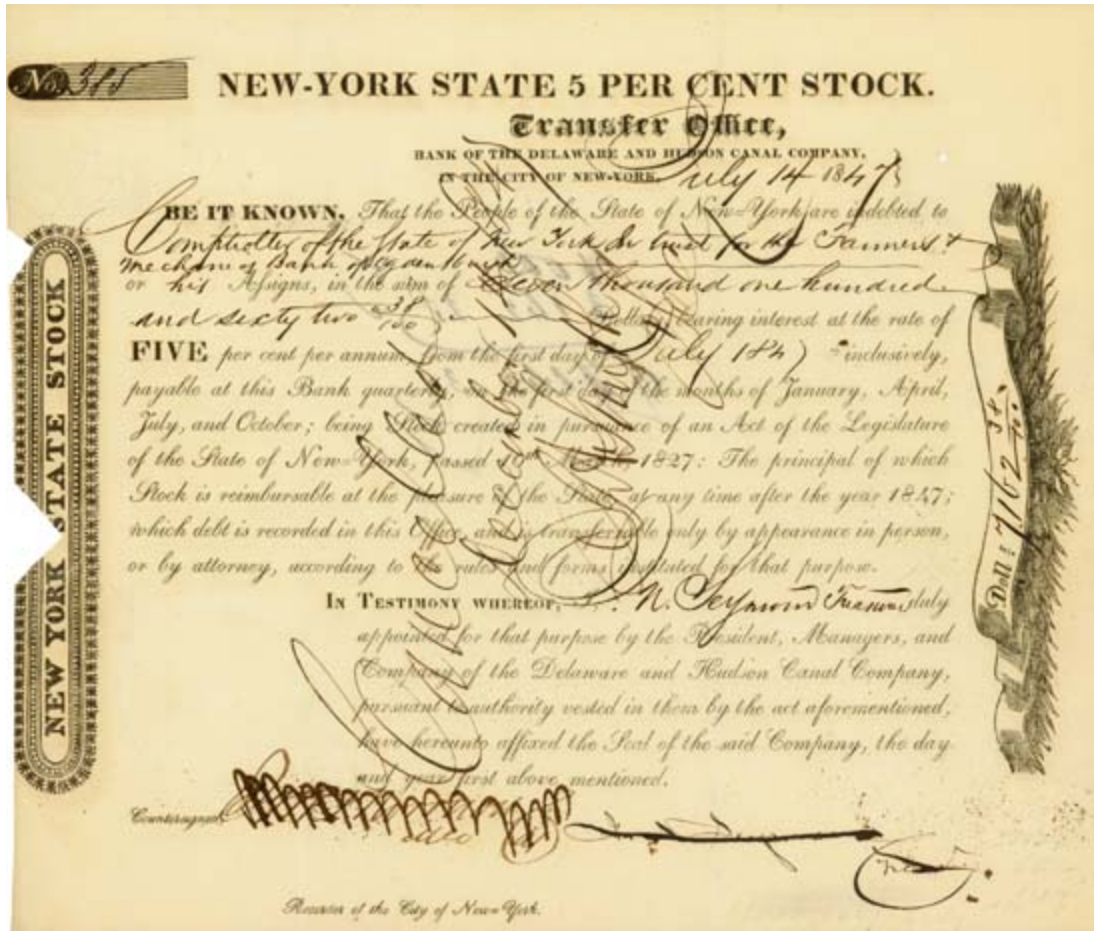 No. 385
NEW-YORK STATE 5 PER CENT STOCK.
Transfer Office,
BANK OF THE DELAWARE AND HUDSON CANAL COMPANY,
IN THE CITY OF NEW-YORK, July 14 1847
BE IT KNOWN, That the People of the State of New=York are indebted to
Comptroller of the State of New York In trust for the Farmers &
Mechanics Bank of Ogdensburgh
or his Assigns, in the sum of Seven thousand one hundred
and sixty two 38/100 Dollars, bearing interest at the rate of
FIVE per cent per annum, from the first day of July 1847 inclusively,
payable at this Bank quarterly, on the first day of the months of January, April,
July, and October; being Stock created in pursuance of an Act of the Legislature
of the State of New=York, passed March, 1827: The principal of which
Stock is reimbursable at the pleasure of the State, at any time after the year 1847;
which debt is recorded in this Office, and is transferrable only by appearance in person,
or by attorney, according to the rules and forms instituted for that purpose.
IN TESTIMONY WHEREOF, N. Seymour Treasurer duly
appointed for that purpose by the President, Managers, and
Company of the Delaware and Hudson Canal Company,
pursuant to authority vested in them by the act aforementioned,
have hereunto affixed the Seal of the said Company, the day
and year first above mentioned.
Countersigned,
Recorder of the City of New=York.
NEW YORK STATE STOCK
Doll.s 7162 38/100
Cancelled
December